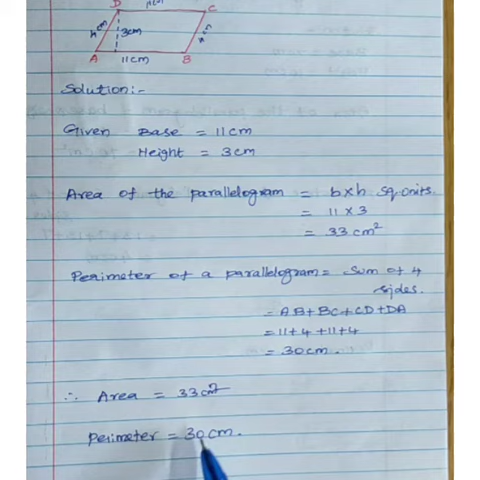 D 11cm C
4cm 3cm 4cm
A 11cm B
Solution:-
Given Base = 11cm
Height = 3cm
Area of the parallelogram = b×h sq units.
= 11 × 3
= 33 cm²
Perimeter of a parallelogram = Sum of 4
sides.
= AB+BC+CD+DA
= 11+4+11+4
= 30cm.
∴ Area = 33cm²
Perimeter = 30cm.